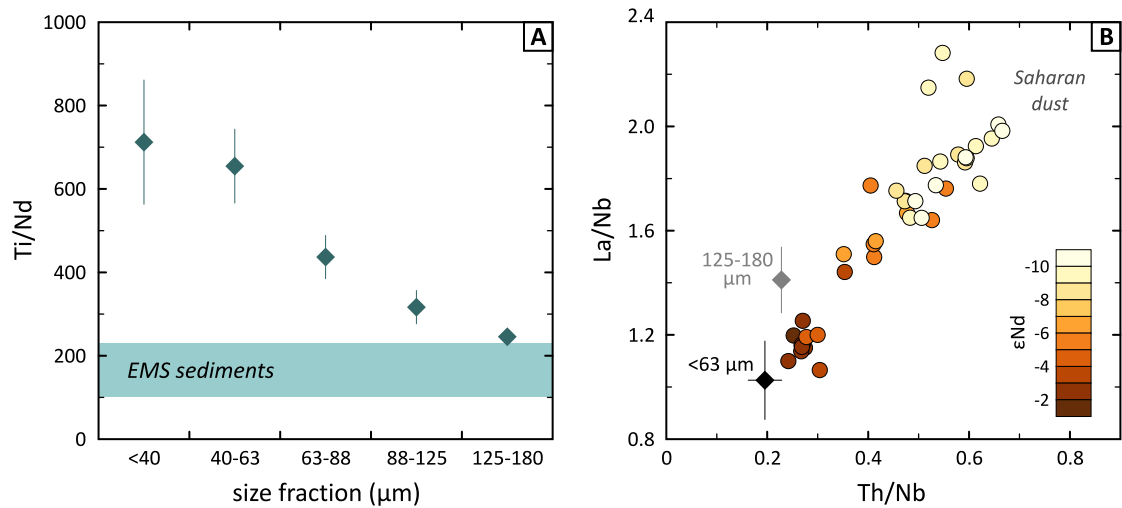 A
1000
800
600
400
200
0
Ti/Nd
EMS sediments
<40
40-63
63-88
88-125
125-180
size fraction (µm)
B
2.4
2.0
1.6
1.2
0.8
La/Nb
Saharan
dust
125-180
µm
<63 µm
εNd
-10
-8
-6
-4
-2
0
0.2
0.4
0.6
0.8
Th/Nb